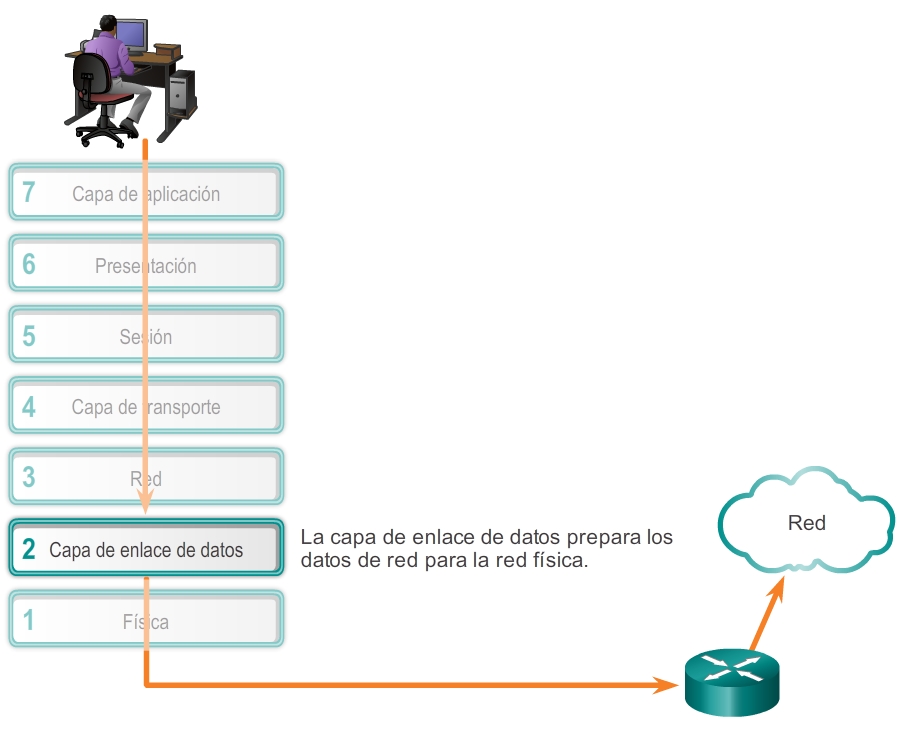 7 Capa de aplicación
6 Presentación
5 Sesión
4 Capa de transporte
3 Red
2 Capa de enlace de datos
La capa de enlace de datos prepara los
datos de red para la red física.
1 Física
Red